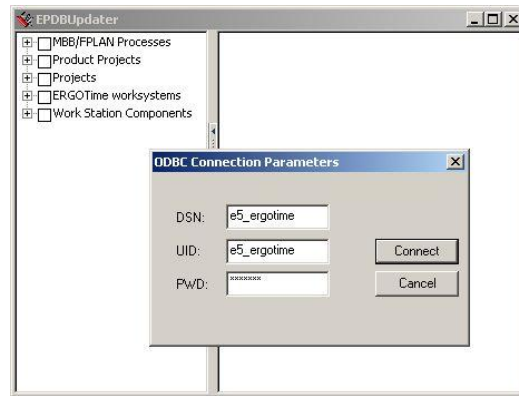 EPDBUpdater
MBB/FPLAN Processes
Product Projects
Projects
ERGOTime worksystems
Work Station Components
ODBC Connection Parameters
DSN: e5_ergotime
UID: e5_ergotime Connect
PWD: ******* Cancel